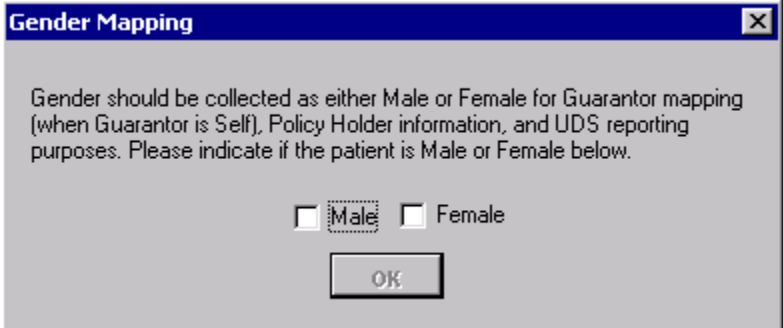 Gender Mapping
Gender should be collected as either Male or Female for Guarantor mapping
(when Guarantor is Self), Policy Holder information, and UDS reporting
purposes. Please indicate if the patient is Male or Female below.
Male Female
OK